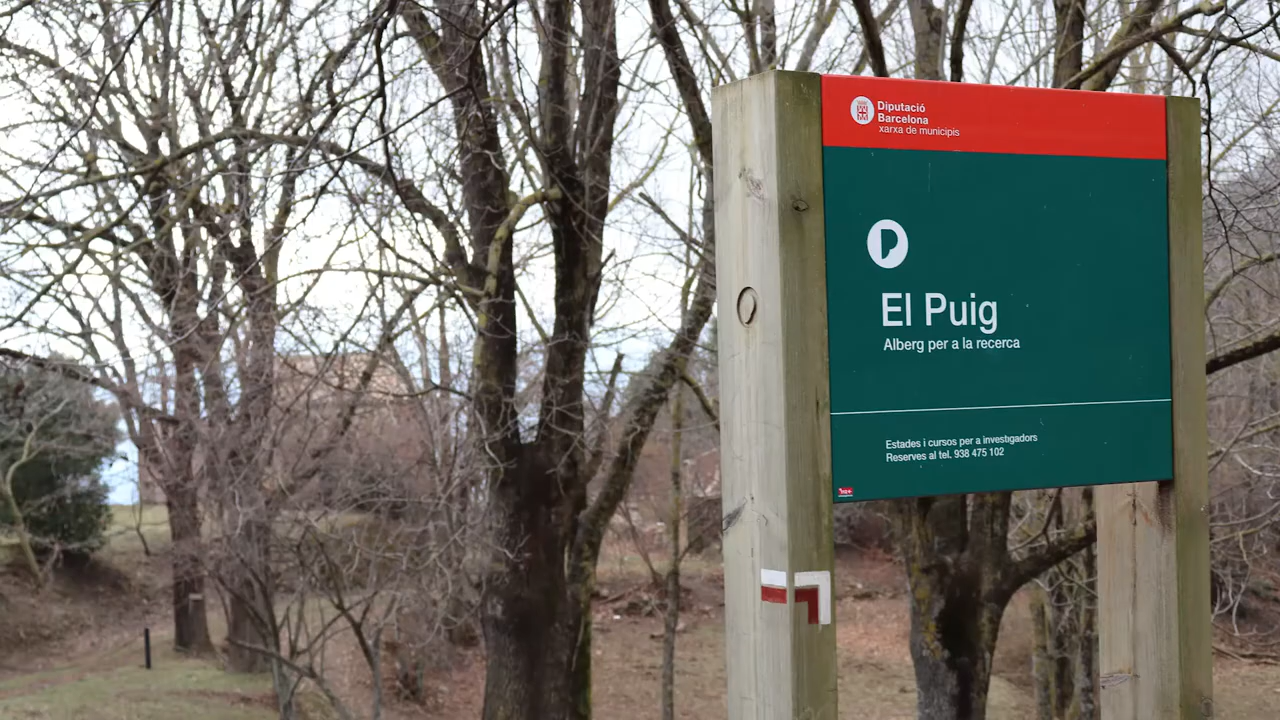 Diputació
Barcelona
xarxa de municipis
El Puig
Alberg per a la recerca
Estades i cursos per a investigadors
Reserves al tel. 938 475 102